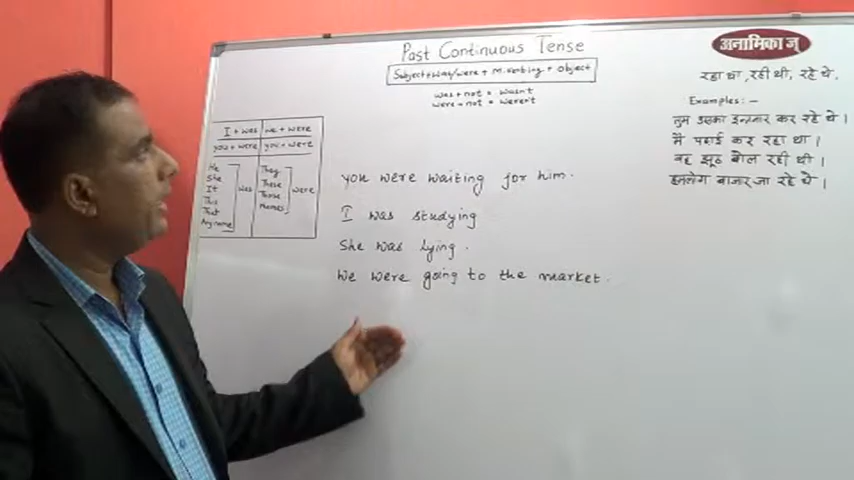 Past Continuous Tense
Subject + was/were + m.verb ing + object
was + not = wasn't
were + not = weren't
अनामिका ज्
रहा था, रही थी, रहे थे,
Examples: -
तुम उसका इन्तजार कर रहे थे।
मैं पढाई कर रहा था।
वह झूठ बोल रही थी।
हमलोग बाजार जा रहे थे।
I + was we + were
you + were you + were
He
She
It
This
That
Any name
was
They
These
Those
Names
were
you were waiting for him.
I was studying
She was lying.
We were going to the market.